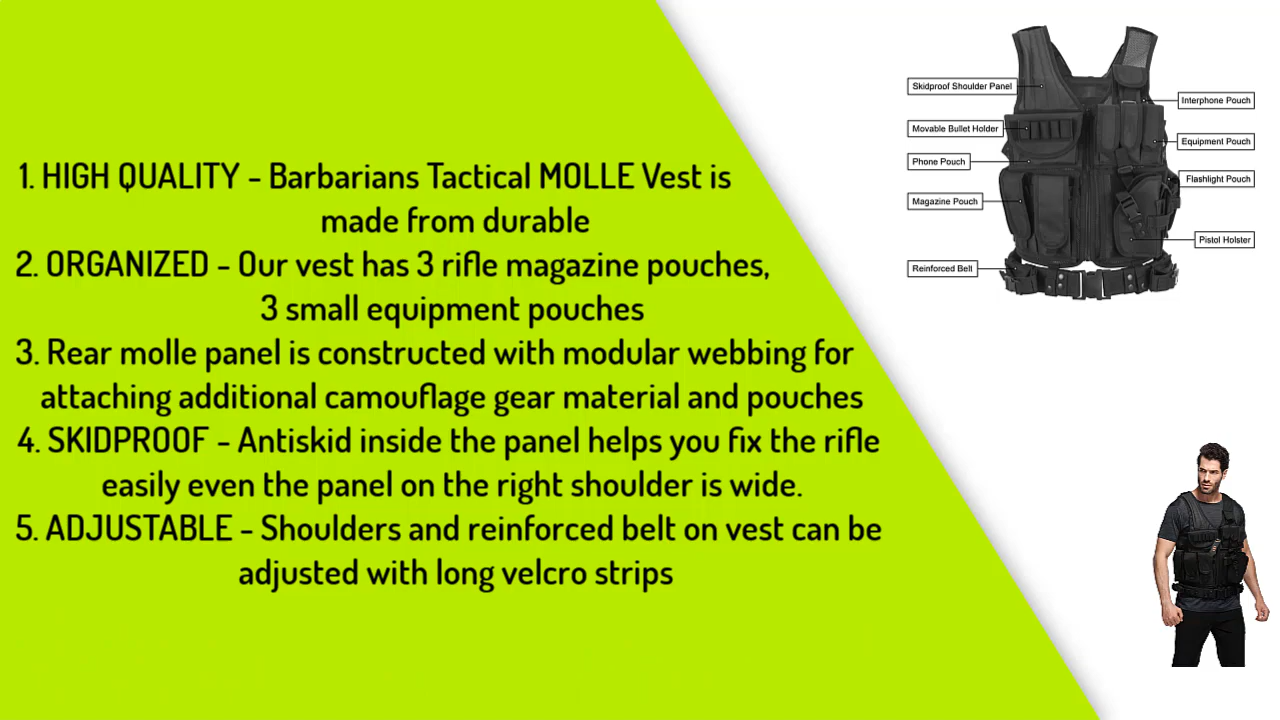 1. HIGH QUALITY - Barbarians Tactical MOLLE Vest is
made from durable
2. ORGANIZED - Our vest has 3 rifle magazine pouches,
3 small equipment pouches
3. Rear molle panel is constructed with modular webbing for
attaching additional camouflage gear material and pouches
4. SKIDPROOF - Antiskid inside the panel helps you fix the rifle
easily even the panel on the right shoulder is wide.
5. ADJUSTABLE - Shoulders and reinforced belt on vest can be
adjusted with long velcro strips
Skidproof Shoulder Panel
Movable Bullet Holder
Phone Pouch
Magazine Pouch
Reinforced Belt
Interphone Pouch
Equipment Pouch
Flashlight Pouch
Pistol Holster